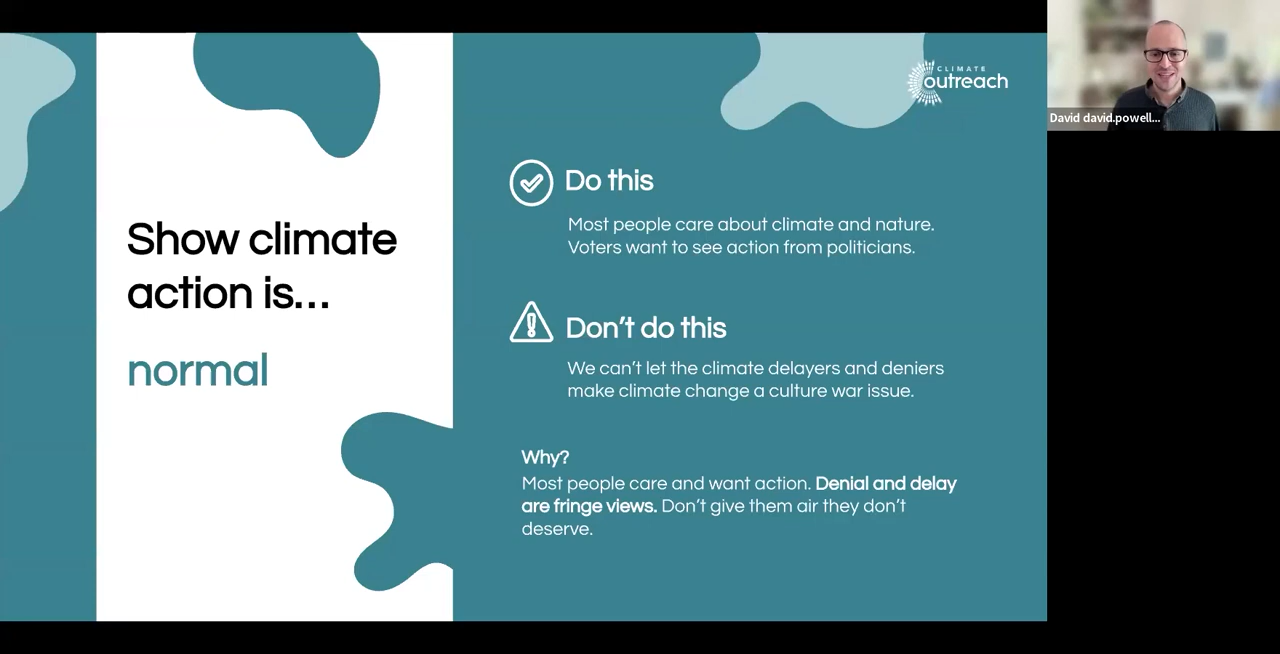 CLIMATE
outreach
David david.powell...
Show climate
action is...
normal
Do this
Most people care about climate and nature.
Voters want to see action from politicians.
Don't do this
We can't let the climate delayers and deniers
make climate change a culture war issue.
Why?
Most people care and want action. Denial and delay
are fringe views. Don't give them air they don't
deserve.